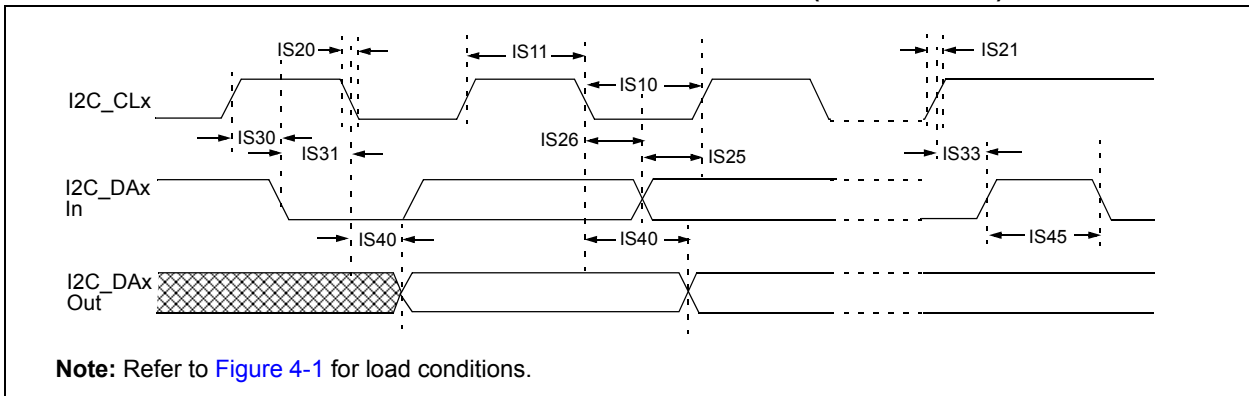 IS20
IS11
IS21
I2C_CLx
IS10
IS30
IS26
IS31
IS25
IS33
I2C_DAx
In
IS40
IS40
IS45
I2C_DAx
Out
Note: Refer to Figure 4-1 for load conditions.